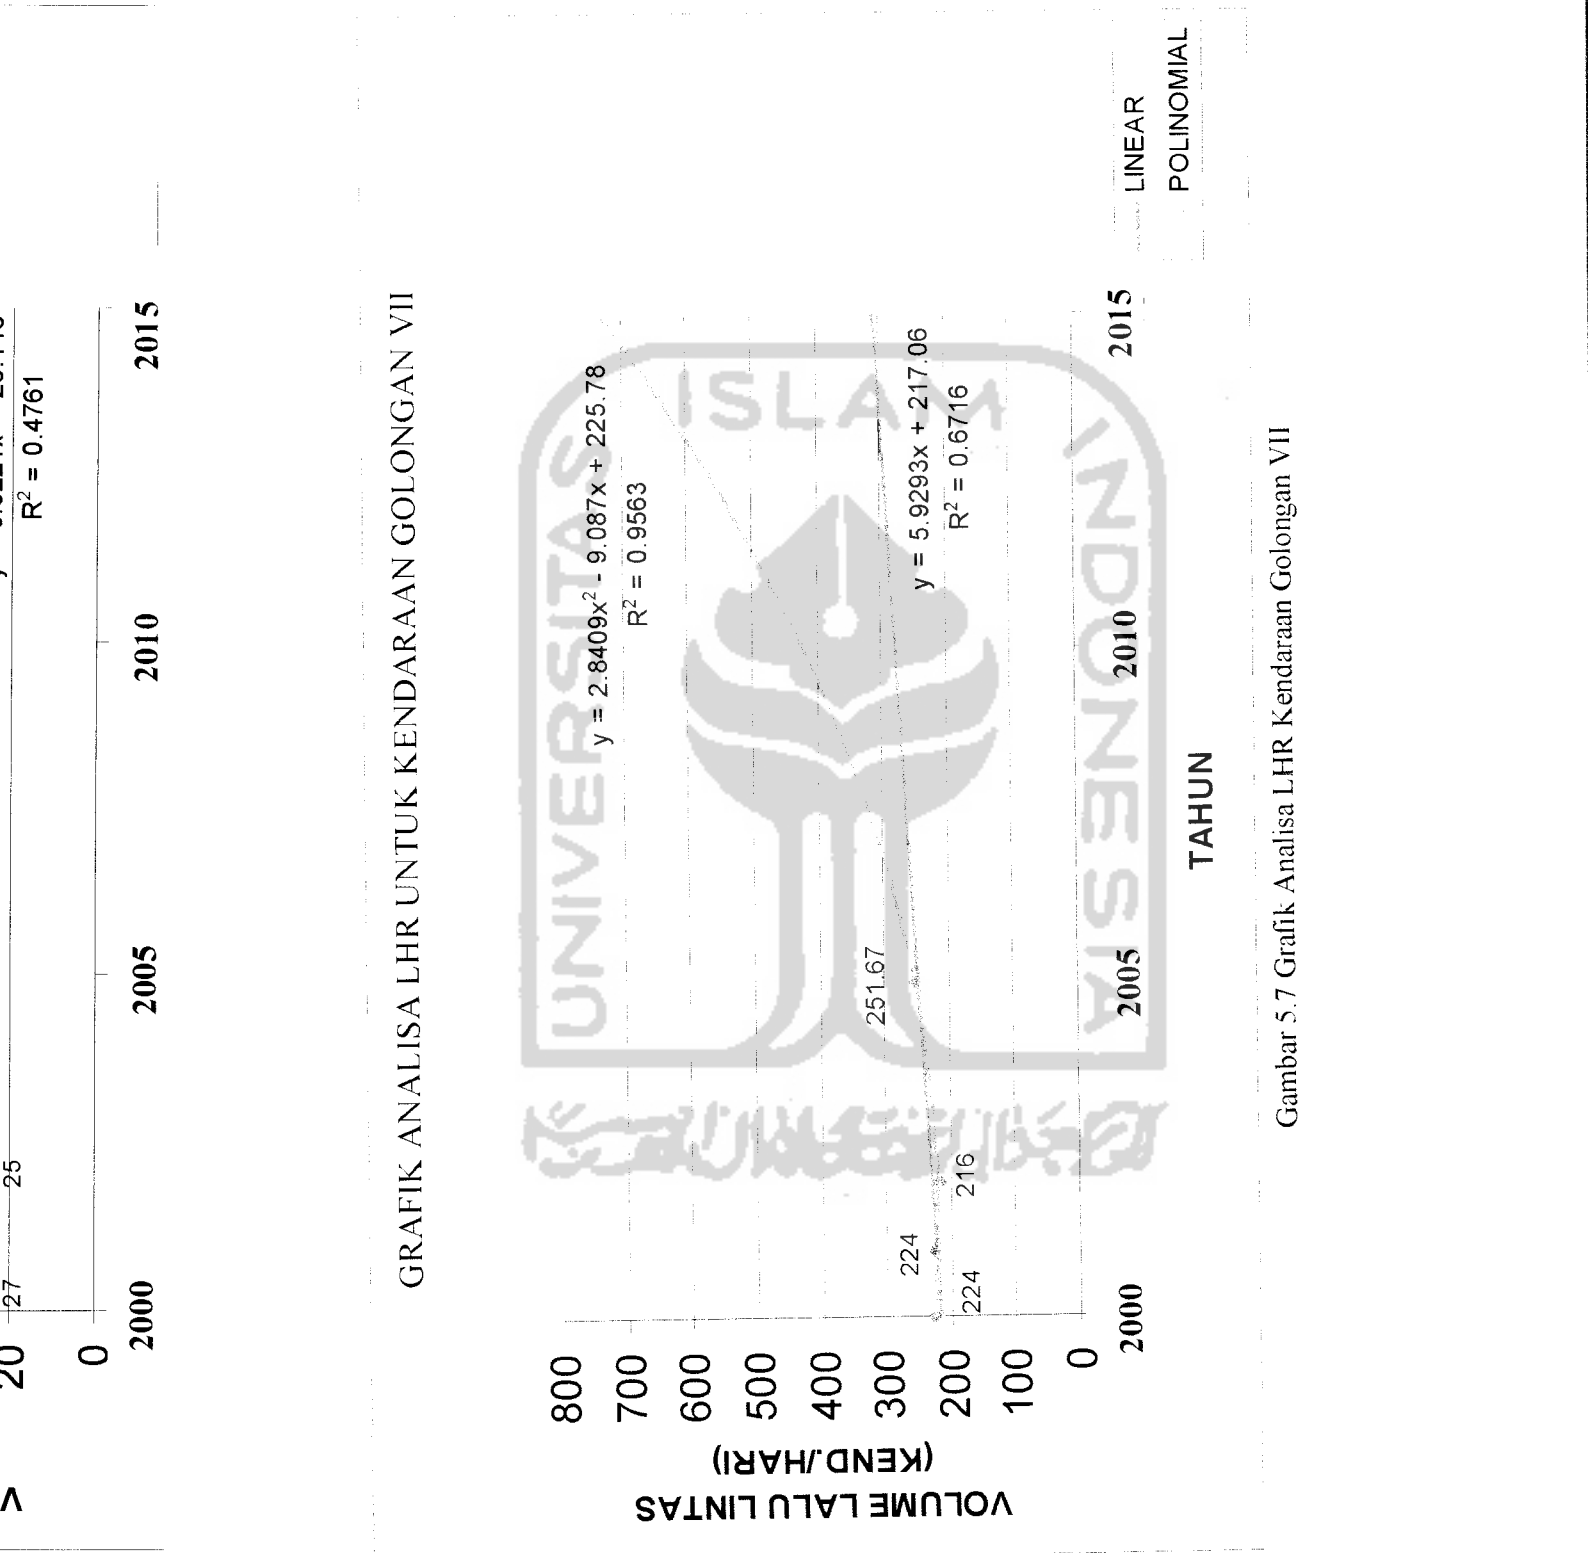 R² = 0.4761
27
25
20
0
2000
2005
2010
2015
GRAFIK ANALISA LHR UNTUK KENDARAAN GOLONGAN VII
VOLUME LALU LINTAS
(KEND./HARI)
800
700
600
500
400
300
200
100
0
y = 2.8409x² - 9.087x + 225.78
R² = 0.9563
y = 5.9293x + 217.06
R² = 0.6716
224
224
216
251.67
2000
2005
2010
2015
TAHUN
LINEAR
POLINOMIAL
UNIVERSITAS
ISLAM
INDONESIA
Gambar 5.7 Grafik Analisa LHR Kendaraan Golongan VII